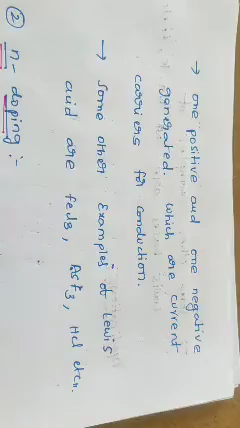 → one positive and one negative
generated which are current
carriers for conduction.
→ Some other examples of Lewis
acid are fecl3, AsF3, Hcl etc.
② n-doping :-